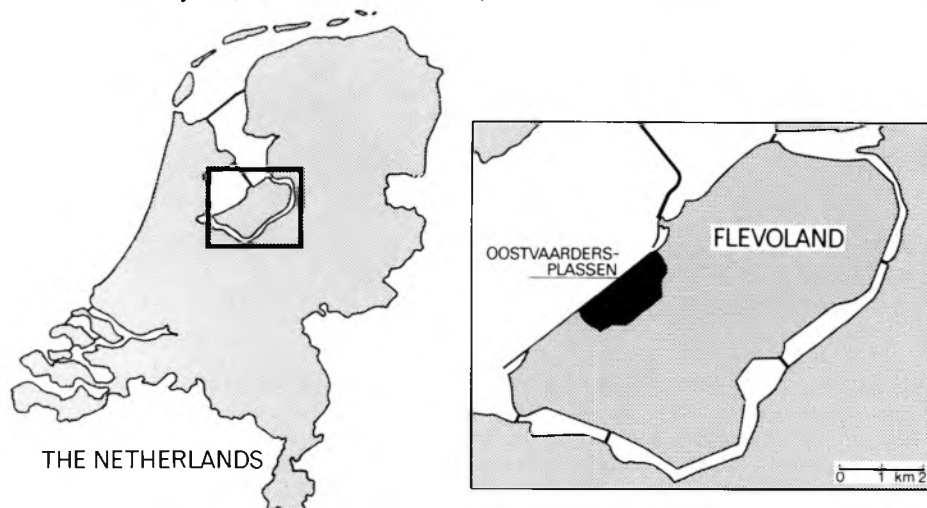 THE NETHERLANDS
OOSTVAARDERS-
PLASSEN
FLEVOLAND
0 1 km 2